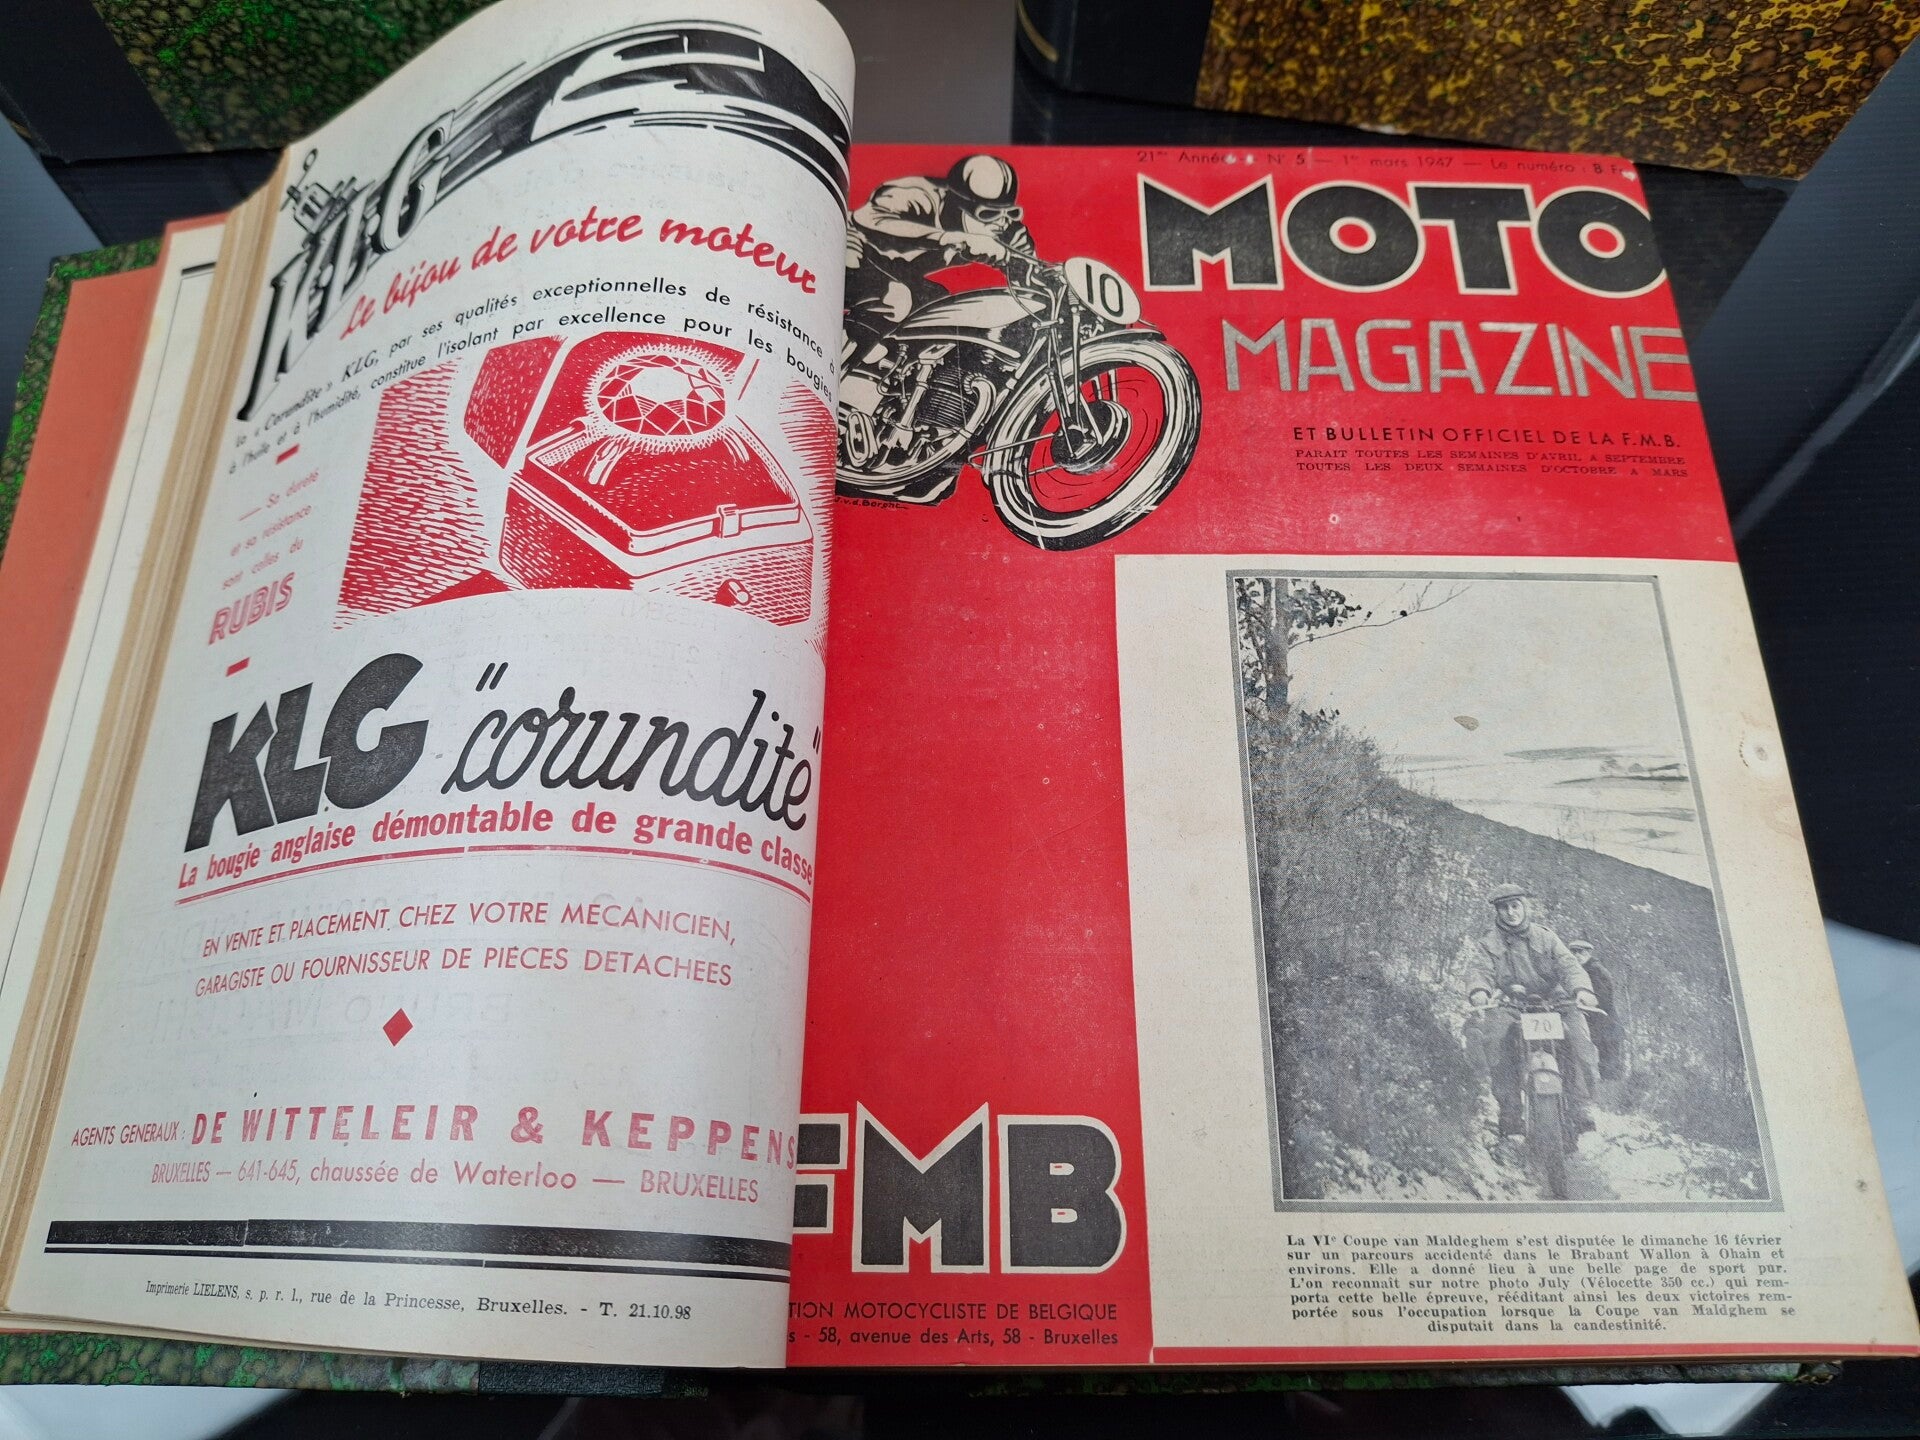 KLG
Le bijou de votre moteur
la « Corundite » KLG, par ses qualités exceptionnelles de résistance à
à l'huile et à l'humidité, constitue l'isolant par excellence pour les bougies
Sa dureté
et sa résistance
sont celles du
RUBIS
KLG "corundite"
La bougie anglaise démontable de grande classe
EN VENTE ET PLACEMENT CHEZ VOTRE MECANICIEN,
GARAGISTE OU FOURNISSEUR DE PIECES DETACHEES
AGENTS GENERAUX : DE WITTELEIR & KEPPENS
BRUXELLES — 641-645, chaussée de Waterloo — BRUXELLES
Imprimerie LIELENS, s. p. r. l., rue de la Princesse, Bruxelles. - T. 21.10.98
21me Année - N° 5 — 1er mars 1947 — Le numéro : 8 Fr
MOTO
MAGAZINE
10
ET BULLETIN OFFICIEL DE LA F.M.B.
PARAIT TOUTES LES SEMAINES D'AVRIL A SEPTEMBRE
TOUTES LES DEUX SEMAINES D'OCTOBRE A MARS
70
FMB
TION MOTOCYCLISTE DE BELGIQUE
s - 58, avenue des Arts, 58 - Bruxelles
La VIe Coupe van Maldeghem s'est disputée le dimanche 16 février
sur un parcours accidenté dans le Brabant Wallon à Ohain et
environs. Elle a donné lieu à une belle page de sport pur.
L'on reconnaît sur notre photo July (Vélocette 350 cc.) qui rem-
porta cette belle épreuve, rééditant ainsi les deux victoires rem-
portée sous l'occupation lorsque la Coupe van Maldghem se
disputait dans la candestinité.